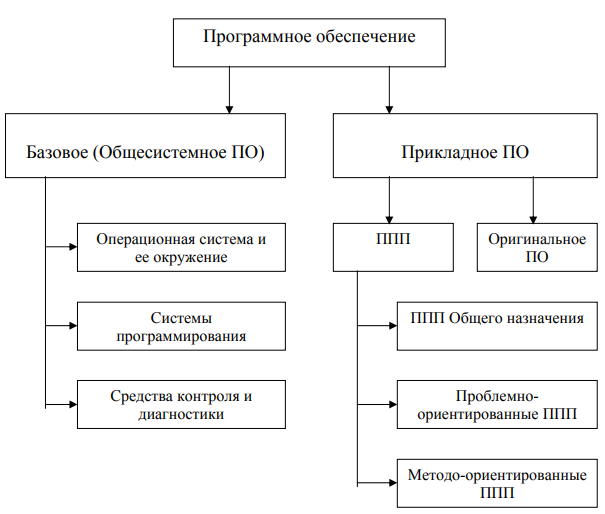 Программное обеспечение
Базовое (Общесистемное ПО)
Прикладное ПО
Операционная система и
ее окружение
ППП
Оригинальное
ПО
Системы
программирования
ППП Общего назначения
Средства контроля и
диагностики
Проблемно-
ориентированные ППП
Методо-ориентированные
ППП